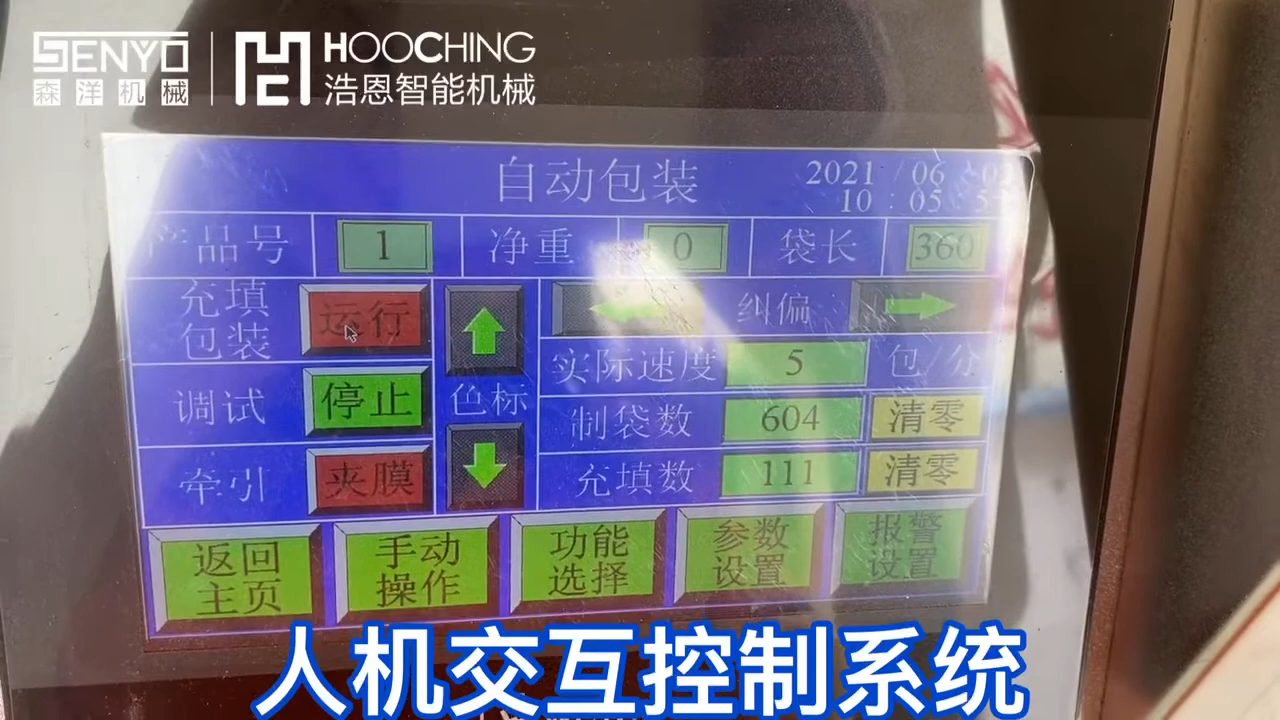 SENYO
森洋机械
HOOCHING
浩恩智能机械
自动包装
2021 / 06
10 : 05
产品号 1 净重 0 袋长 360
充填包装 运行
纠偏
实际速度 5 包/分
调试 停止
色标
制袋数 604 清零
牵引 夹膜
充填数 111 清零
返回主页
手动操作
功能选择
参数设置
报警设置
人机交互控制系统